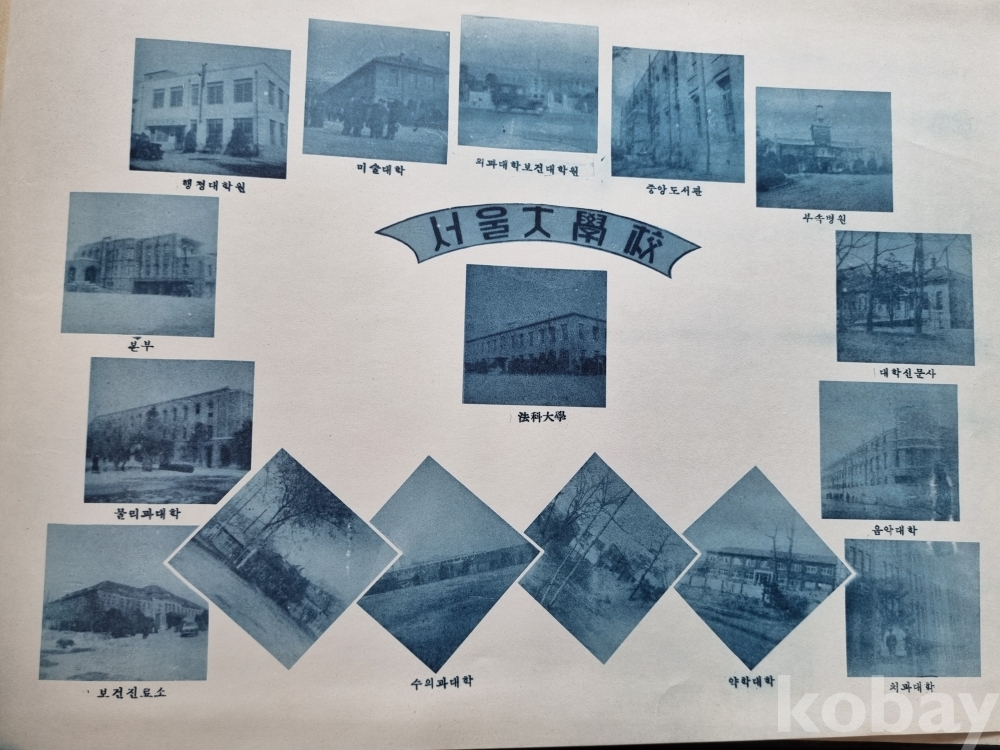 행정대학원
미술대학
의과대학보건대학원
중앙도서관
부속병원
서울大學校
본부
대학신문사
法科大學
문리과대학
음악대학
보건진료소
수의과대학
약학대학
치과대학
kobay